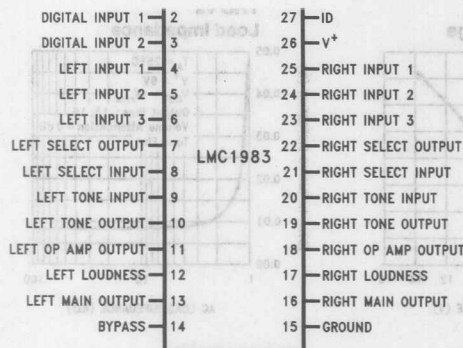 DIGITAL INPUT 1 2 27 ID
DIGITAL INPUT 2 3 26 V+
LEFT INPUT 1 4 25 RIGHT INPUT 1
LEFT INPUT 2 5 24 RIGHT INPUT 2
LEFT INPUT 3 6 23 RIGHT INPUT 3
LEFT SELECT OUTPUT 7 22 RIGHT SELECT OUTPUT
LMC1983
LEFT SELECT INPUT 8 21 RIGHT SELECT INPUT
LEFT TONE INPUT 9 20 RIGHT TONE INPUT
LEFT TONE OUTPUT 10 19 RIGHT TONE OUTPUT
LEFT OP AMP OUTPUT 11 18 RIGHT OP AMP OUTPUT
LEFT LOUDNESS 12 17 RIGHT LOUDNESS
LEFT MAIN OUTPUT 13 16 RIGHT MAIN OUTPUT
BYPASS 14 15 GROUND